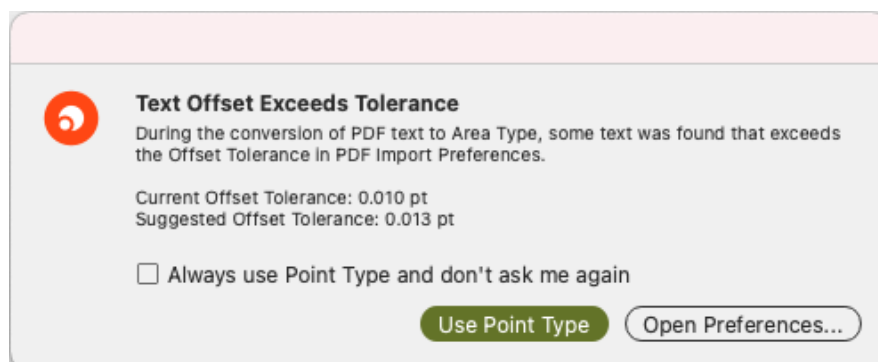 Text Offset Exceeds Tolerance
During the conversion of PDF text to Area Type, some text was found that exceeds
the Offset Tolerance in PDF Import Preferences.
Current Offset Tolerance: 0.010 pt
Suggested Offset Tolerance: 0.013 pt
Always use Point Type and don't ask me again
Use Point Type
Open Preferences...